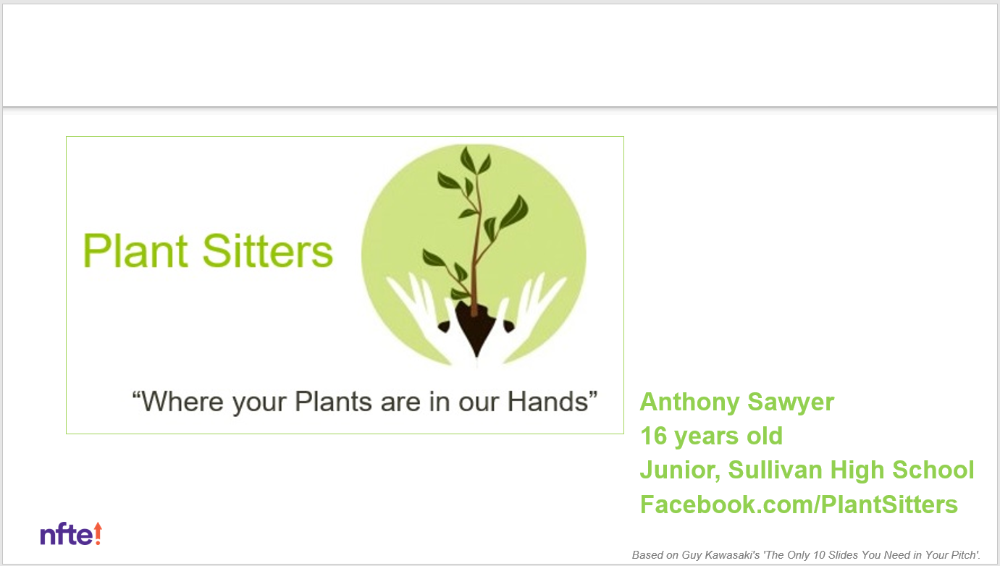 Plant Sitters
“Where your Plants are in our Hands”
Anthony Sawyer
16 years old
Junior, Sullivan High School
Facebook.com/PlantSitters
nfte!
Based on Guy Kawasaki's 'The Only 10 Slides You Need in Your Pitch'.